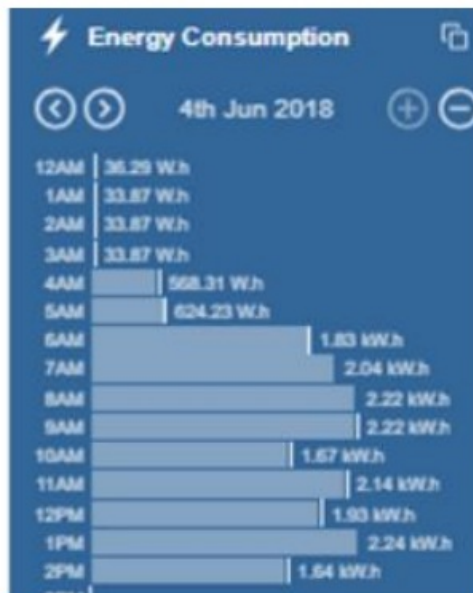 Energy Consumption
4th Jun 2018
12AM 36.29 W.h
1AM 33.87 W.h
2AM 33.87 W.h
3AM 33.87 W.h
4AM 568.31 W.h
5AM 624.23 W.h
6AM 1.83 kW.h
7AM 2.04 kW.h
8AM 2.22 kW.h
9AM 2.22 kW.h
10AM 1.67 kW.h
11AM 2.14 kW.h
12PM 1.93 kW.h
1PM 2.24 kW.h
2PM 1.64 kW.h